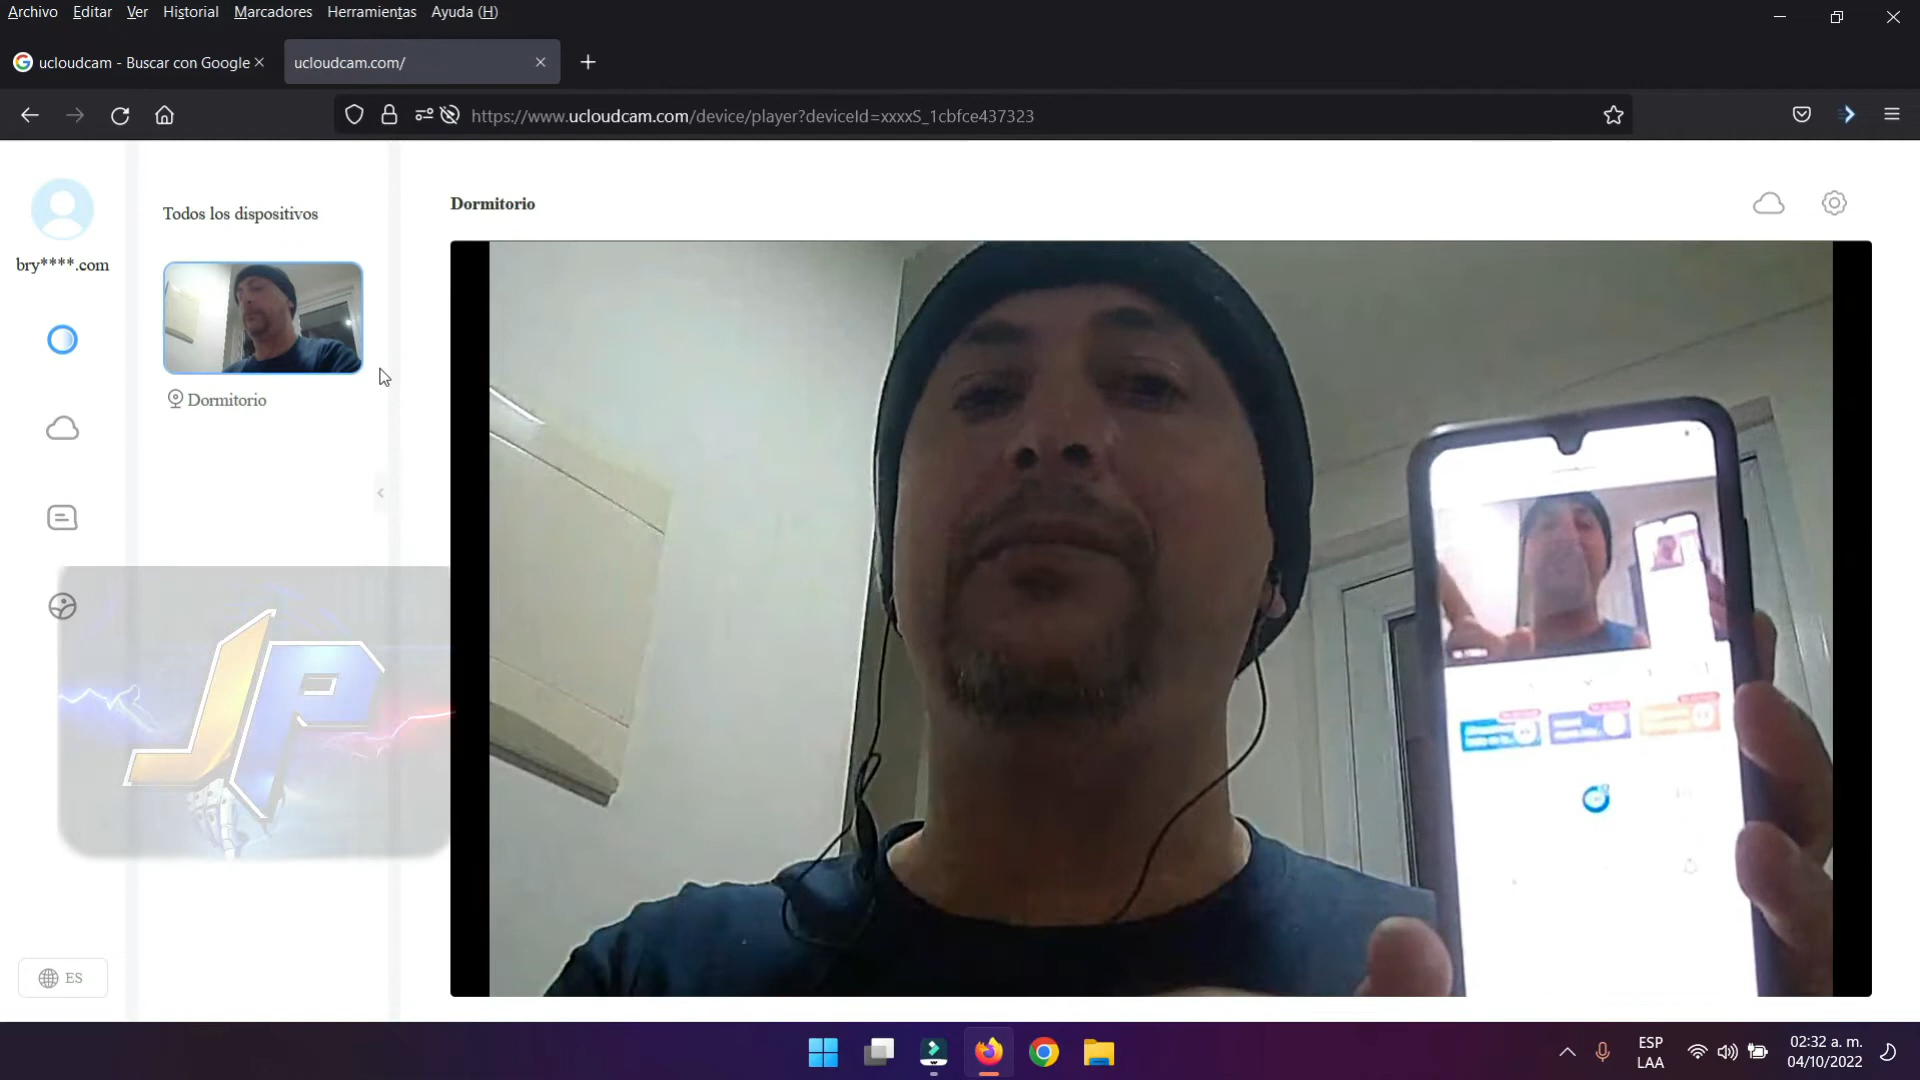 Archivo Editar Ver Historial Marcadores Herramientas Ayuda (H)
ucloudcam - Buscar con Google
ucloudcam.com/
https://www.ucloudcam.com/device/player?deviceId=xxxxS_1cbfce437323
bry****.com
Todos los dispositivos
Dormitorio
Dormitorio
JP
ES
ESP
LAA
02:32 a. m.
04/10/2022